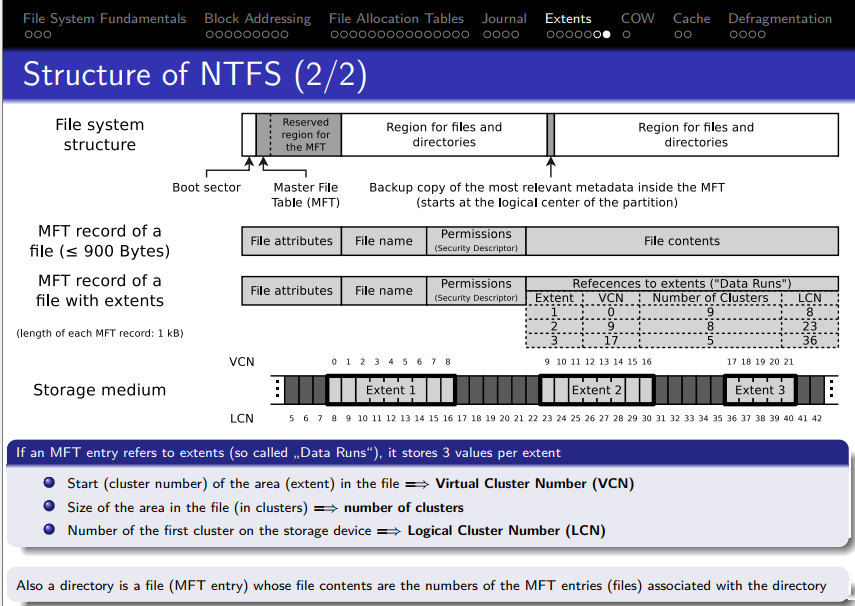 File System Fundamentals Block Addressing File Allocation Tables Journal Extents COW Cache Defragmentation
Structure of NTFS (2/2)
File system
structure
Reserved
region for
the MFT
Region for files and
directories
Region for files and
directories
Boot sector
Master File
Table (MFT)
Backup copy of the most relevant metadata inside the MFT
(starts at the logical center of the partition)
MFT record of a
file (≤ 900 Bytes)
File attributes File name Permissions
(Security Descriptor)
File contents
MFT record of a
file with extents
(length of each MFT record: 1 kB)
File attributes File name Permissions
(Security Descriptor)
Refecences to extents ("Data Runs")
Extent VCN Number of Clusters LCN
1 0 9 8
2 9 8 23
3 17 5 36
VCN 0 1 2 3 4 5 6 7 8 9 10 11 12 13 14 15 16 17 18 19 20 21
Storage medium Extent 1 Extent 2 Extent 3
LCN 5 6 7 8 9 10 11 12 13 14 15 16 17 18 19 20 21 22 23 24 25 26 27 28 29 30 31 32 33 34 35 36 37 38 39 40 41 42
If an MFT entry refers to extents (so called „Data Runs“), it stores 3 values per extent
Start (cluster number) of the area (extent) in the file ⟹ Virtual Cluster Number (VCN)
Size of the area in the file (in clusters) ⟹ number of clusters
Number of the first cluster on the storage device ⟹ Logical Cluster Number (LCN)
Also a directory is a file (MFT entry) whose file contents are the numbers of the MFT entries (files) associated with the directory